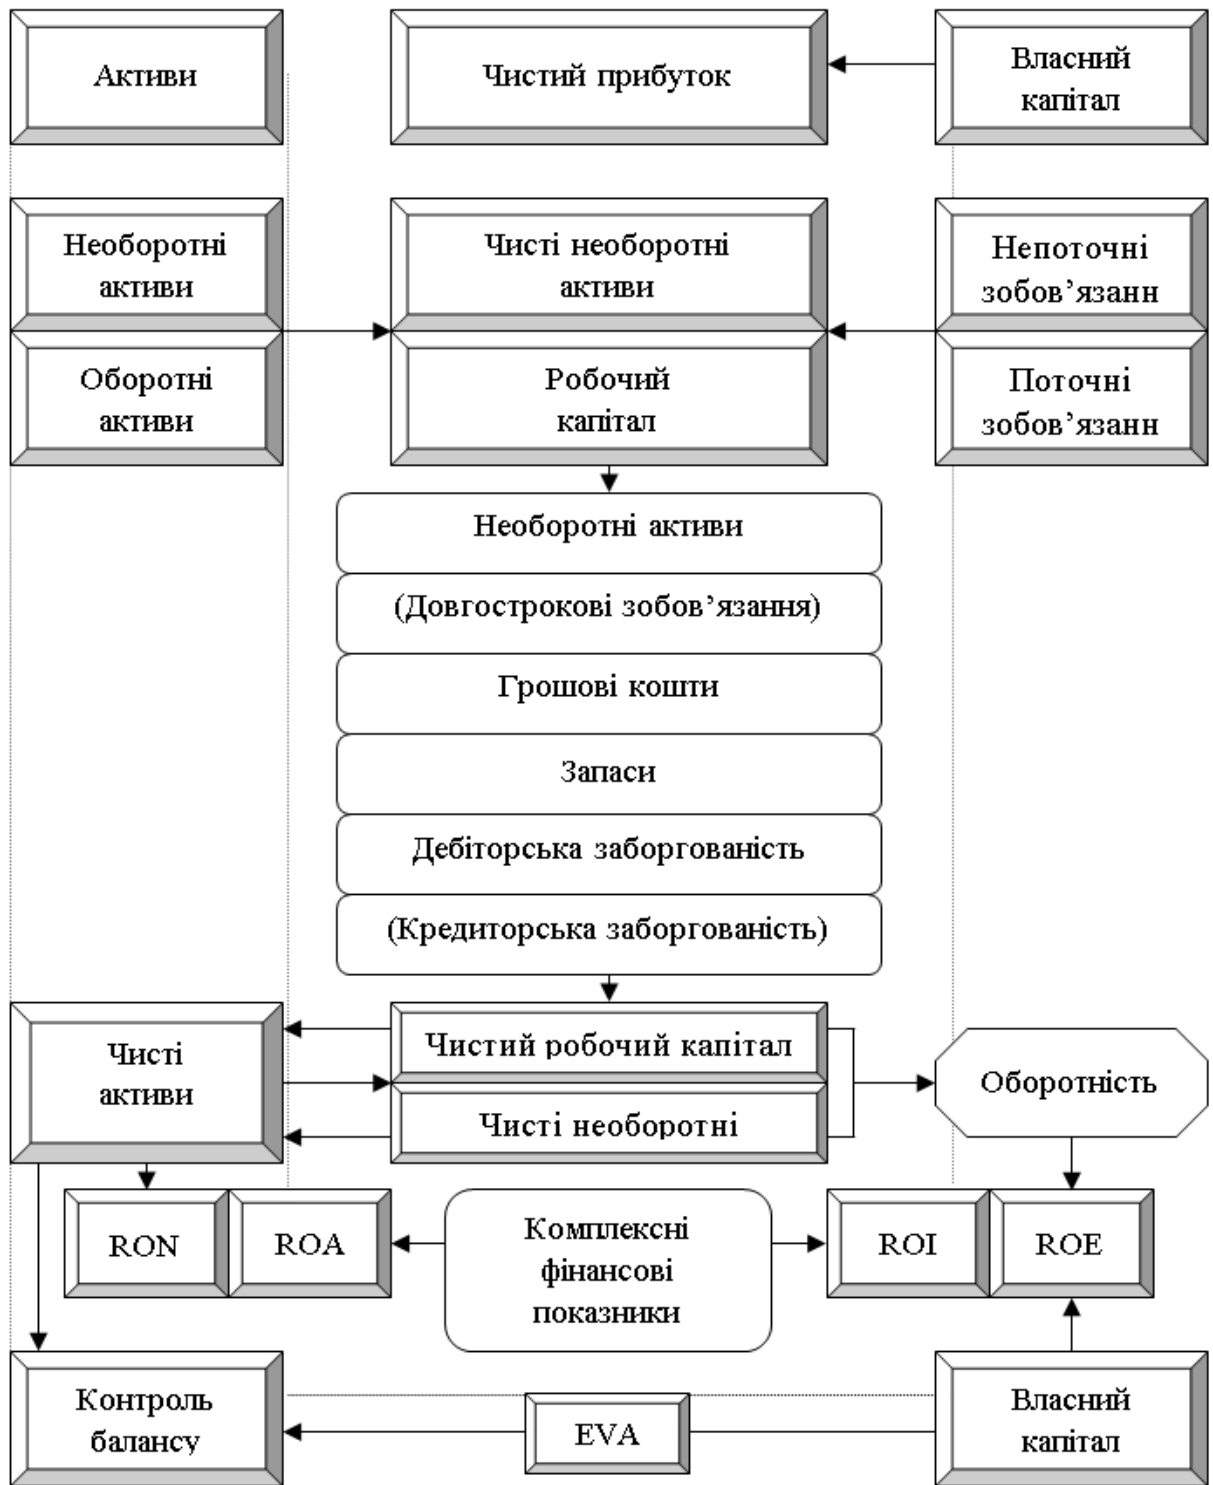 Активи
Чистий прибуток
Власний
капітал
Необоротні
активи
Чисті необоротні
активи
Непоточні
зобов’язанн
Оборотні
активи
Робочий
капітал
Поточні
зобов’язанн
Необоротні активи
(Довгострокові зобов’язання)
Грошові кошти
Запаси
Дебіторська заборгованість
(Кредиторська заборгованість)
Чисті
активи
Чистий робочий капітал
Чисті необоротні
Оборотність
RON
ROA
Комплексні
фінансові
показники
ROI
ROE
Контроль
балансу
EVA
Власний
капітал